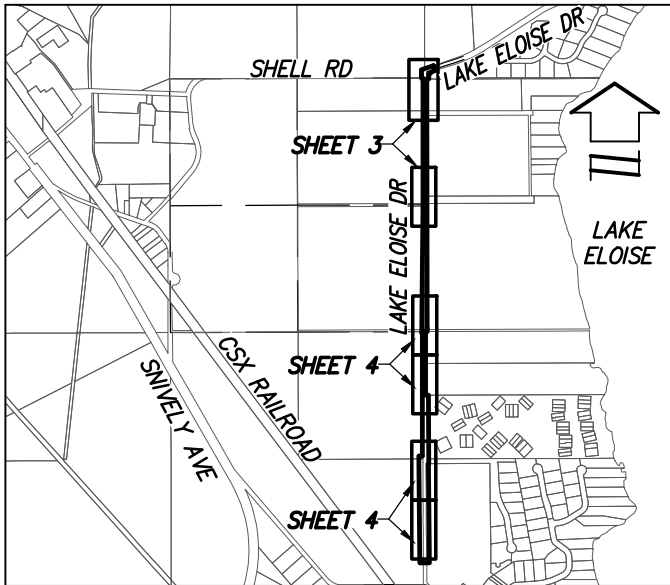 SHELL RD
LAKE ELOISE DR
SHEET 3
LAKE ELOISE DR
LAKE
ELOISE
SHEET 4
CSX RAILROAD
SNIVELY AVE
SHEET 4